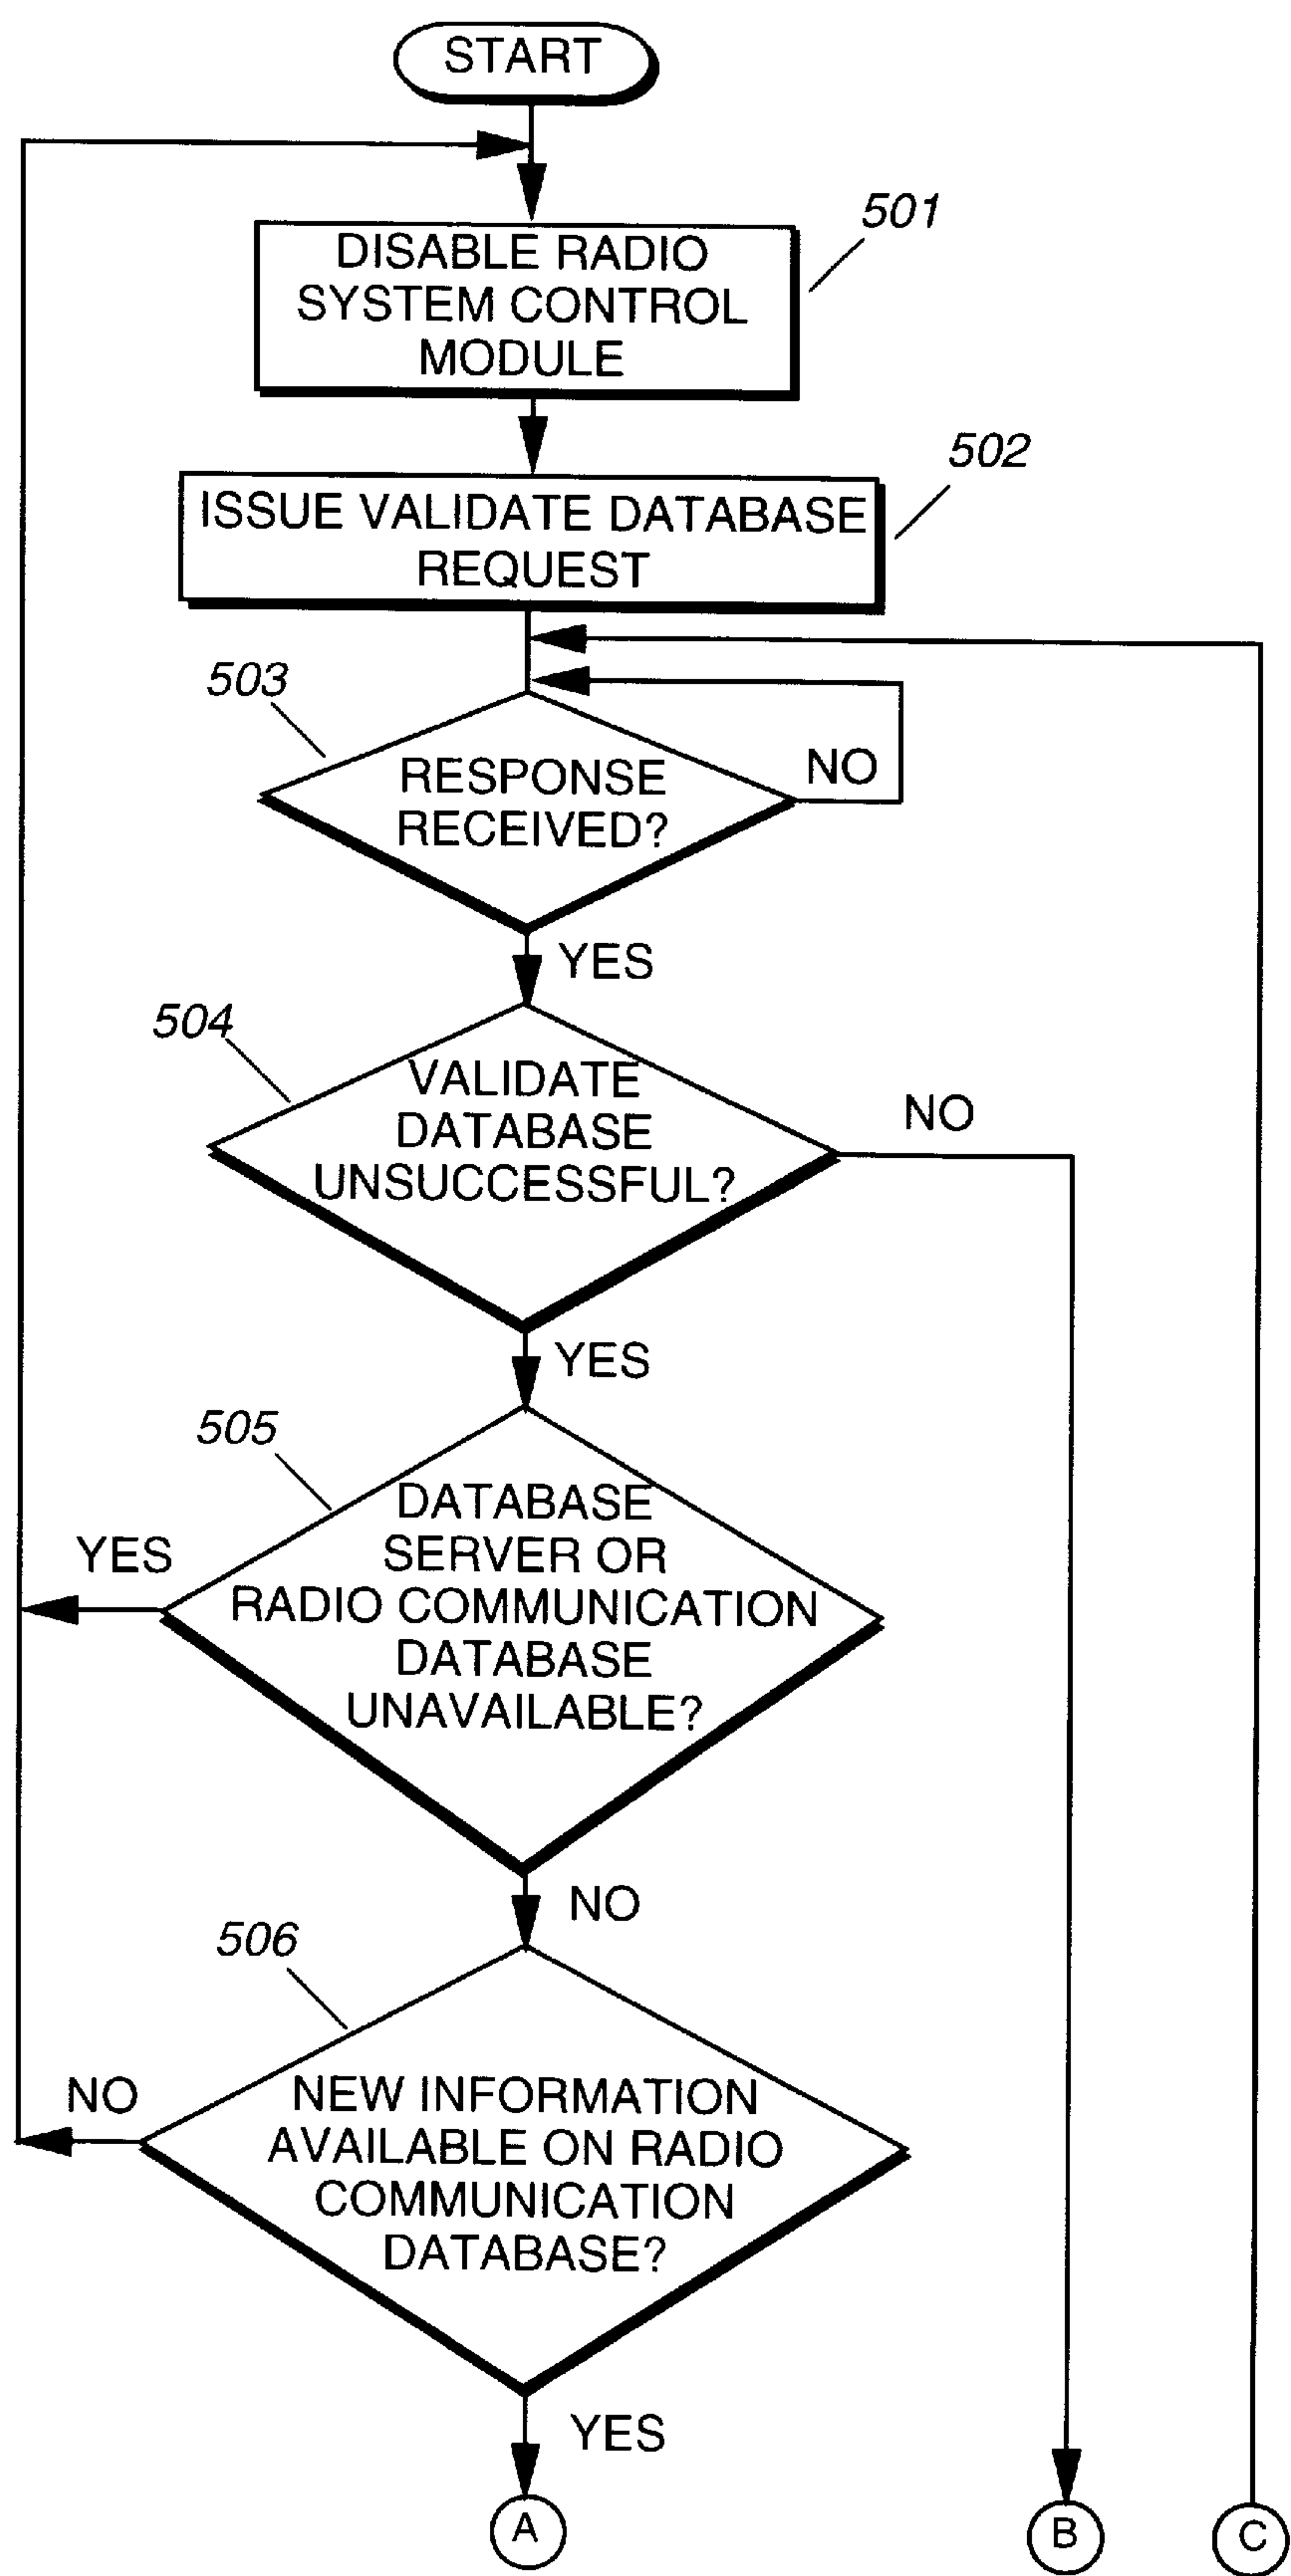 START
501
DISABLE RADIO
SYSTEM CONTROL
MODULE
502
ISSUE VALIDATE DATABASE
REQUEST
503
RESPONSE
RECEIVED?
NO
YES
504
VALIDATE
DATABASE
UNSUCCESSFUL?
NO
YES
505
DATABASE
SERVER OR
RADIO COMMUNICATION
DATABASE
UNAVAILABLE?
YES
NO
506
NEW INFORMATION
AVAILABLE ON RADIO
COMMUNICATION
DATABASE?
NO
YES
A
B
C